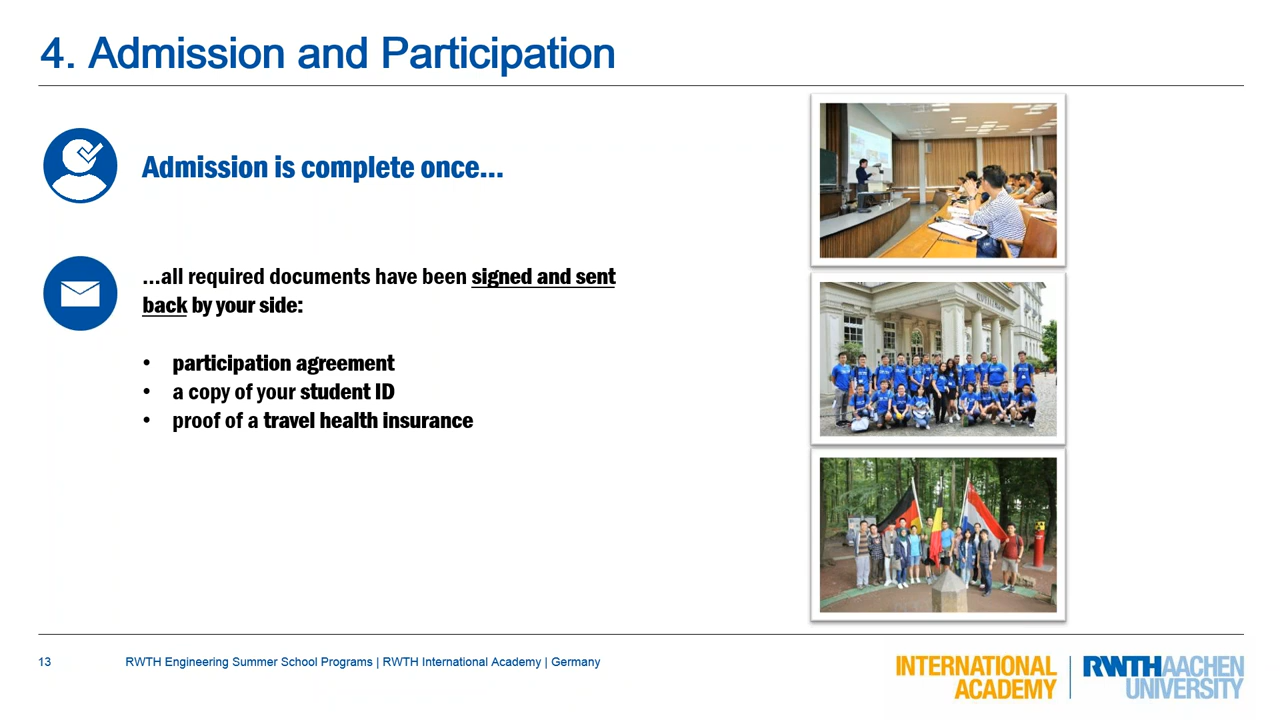 4. Admission and Participation
Admission is complete once...
...all required documents have been signed and sent
back by your side:
• participation agreement
• a copy of your student ID
• proof of a travel health insurance
13
RWTH Engineering Summer School Programs | RWTH International Academy | Germany
INTERNATIONAL
ACADEMY
RWTHAACHEN
UNIVERSITY